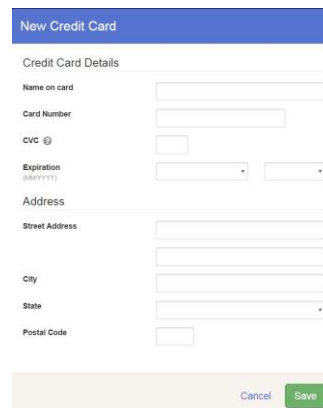 New Credit Card
Credit Card Details
Name on card
Card Number
CVC
Expiration
(MM/YYYY)
Address
Street Address
City
State
Postal Code
Cancel
Save